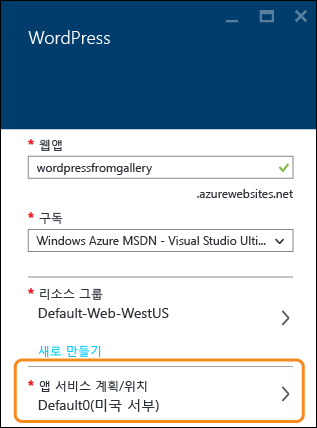 WordPress
* 웹앱
wordpressfromgallery
.azurewebsites.net
* 구독
Windows Azure MSDN - Visual Studio Ulti...
* 리소스 그룹
Default-Web-WestUS
새로 만들기
* 앱 서비스 계획/위치
Default0(미국 서부)